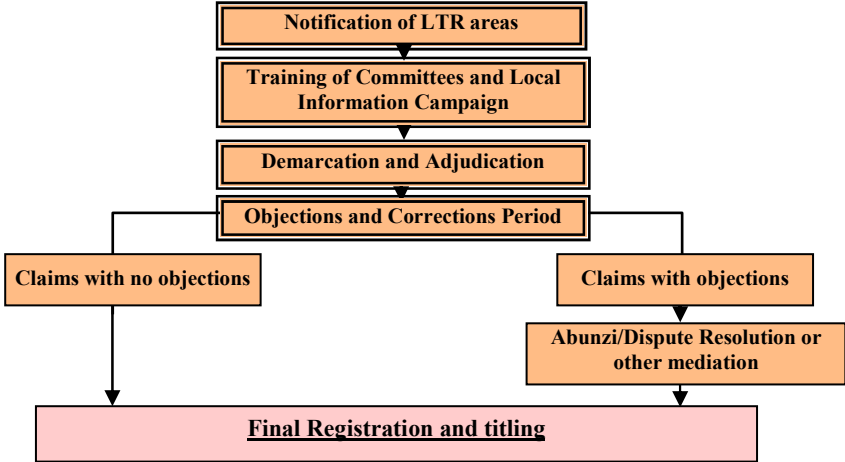 Notification of LTR areas
Training of Committees and Local
Information Campaign
Demarcation and Adjudication
Objections and Corrections Period
Claims with no objections
Claims with objections
Abunzi/Dispute Resolution or
other mediation
Final Registration and titling